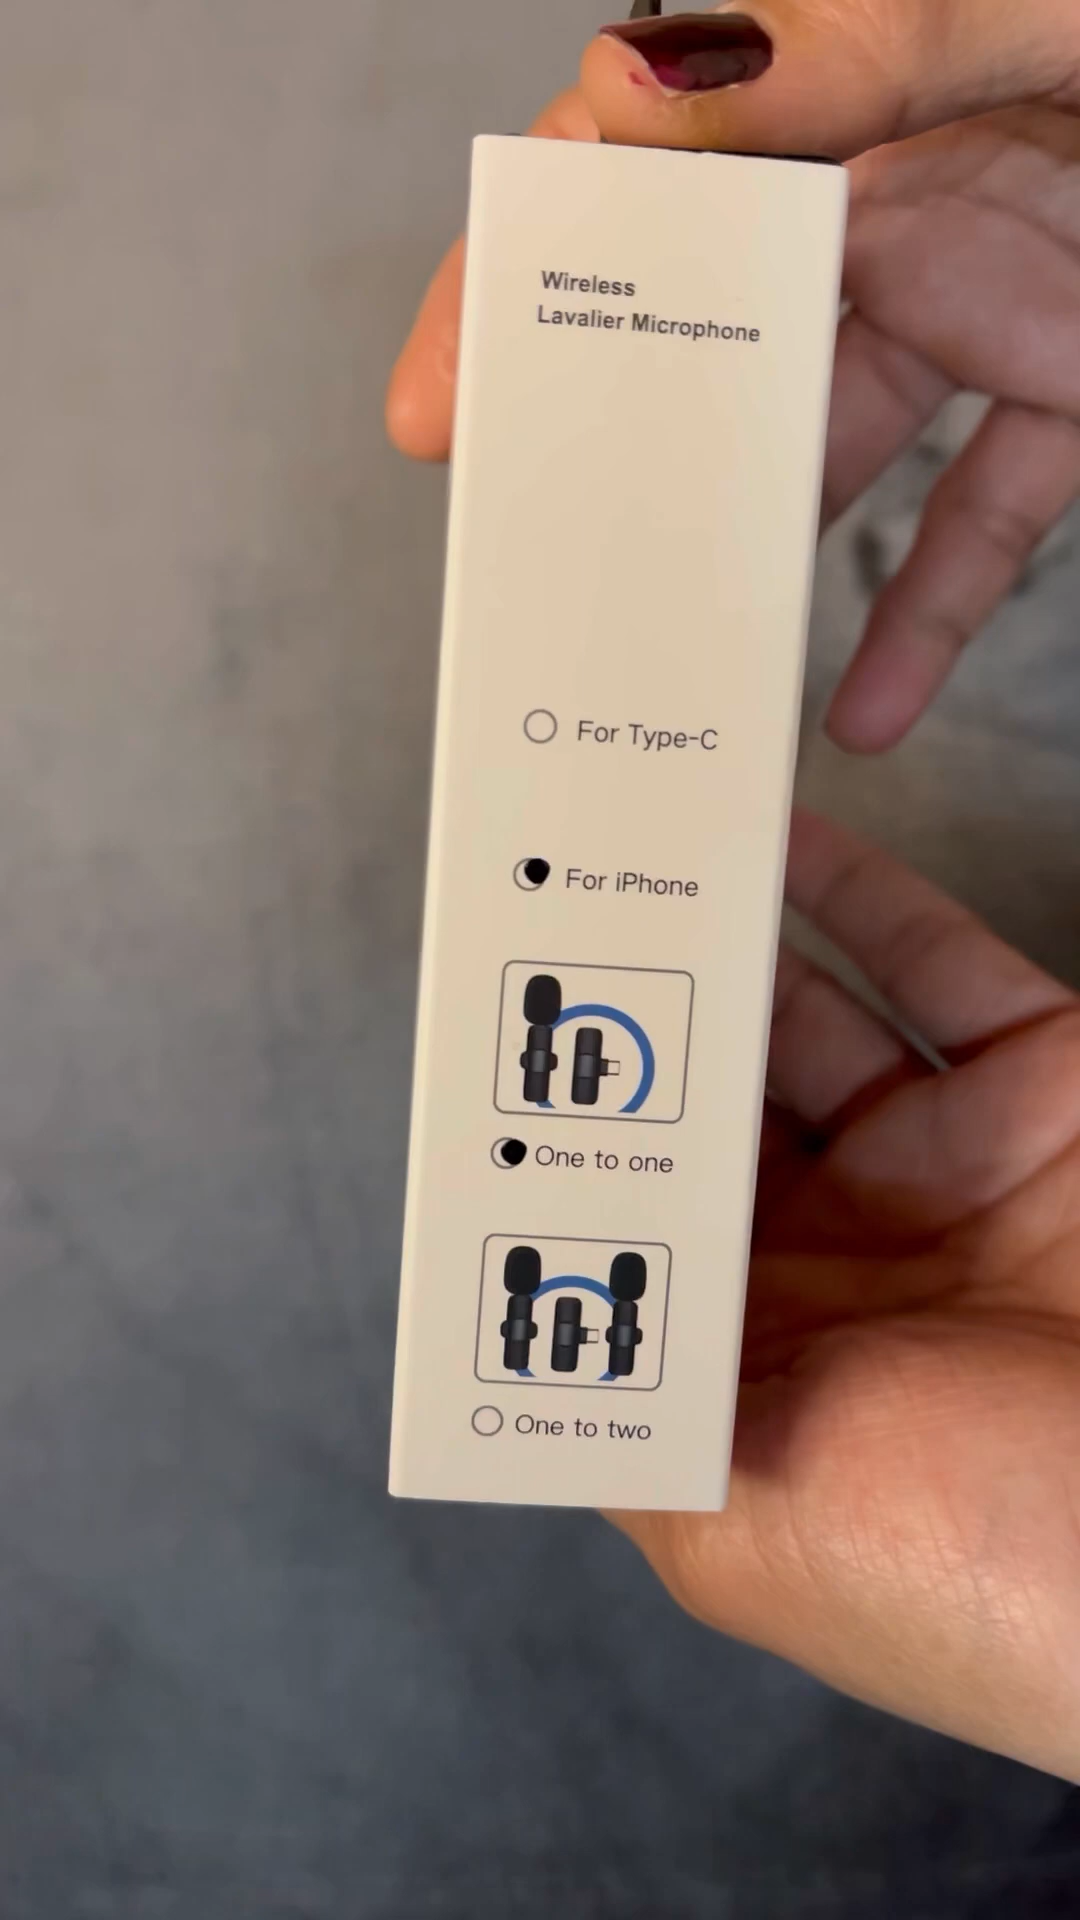 Wireless
Lavalier Microphone
For Type-C
For iPhone
One to one
One to two